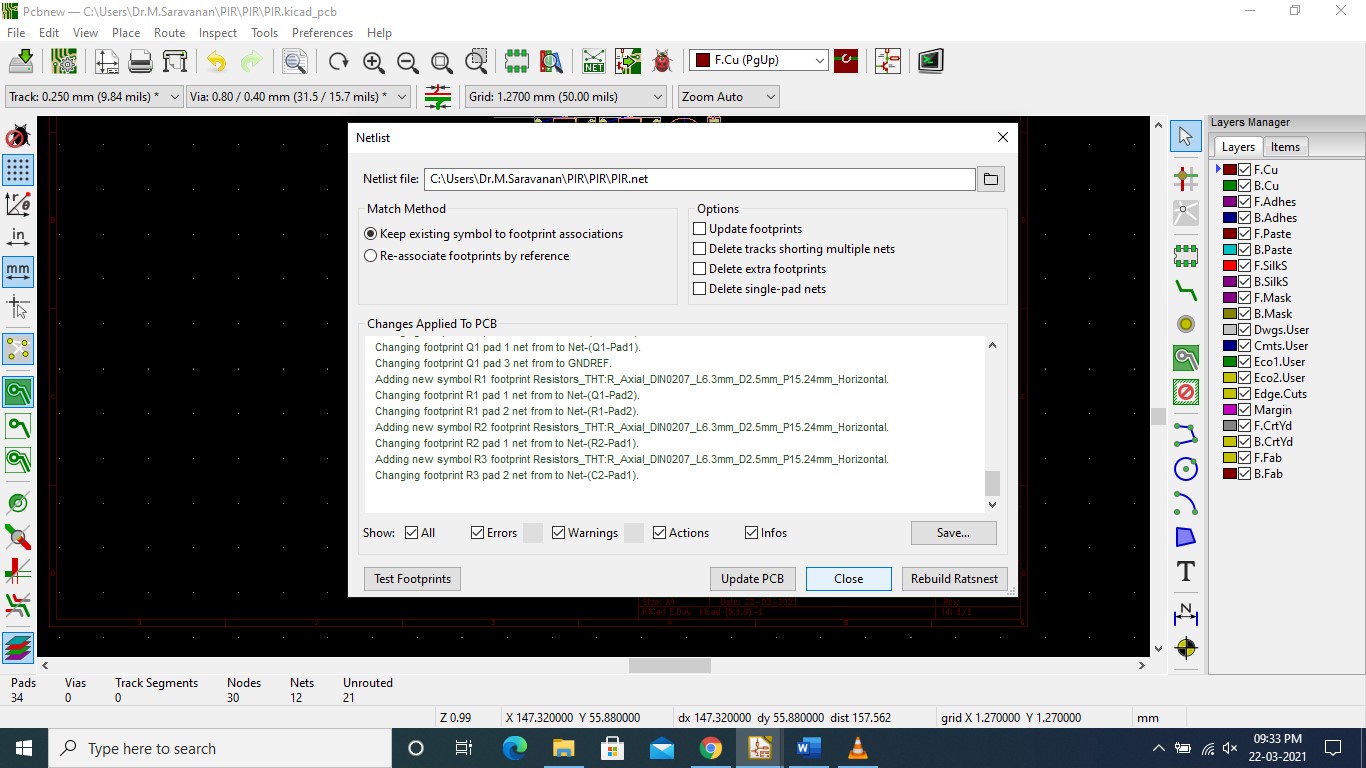 Pcbnew — C:\Users\Dr.M.Saravanan\PIR\PIR\PIR.kicad_pcb
File Edit View Place Route Inspect Tools Preferences Help
NET
F.Cu (PgUp)
Track: 0.250 mm (9.84 mils) *
Via: 0.80 / 0.40 mm (31.5 / 15.7 mils) *
Grid: 1.2700 mm (50.00 mils)
Zoom Auto
in
mm
Netlist
Netlist file: C:\Users\Dr.M.Saravanan\PIR\PIR\PIR.net
Match Method
Keep existing symbol to footprint associations
Re-associate footprints by reference
Options
Update footprints
Delete tracks shorting multiple nets
Delete extra footprints
Delete single-pad nets
Changes Applied To PCB
Changing footprint Q1 pad 1 net from to Net-(Q1-Pad1).
Changing footprint Q1 pad 3 net from to GNDREF.
Adding new symbol R1 footprint Resistors_THT:R_Axial_DIN0207_L6.3mm_D2.5mm_P15.24mm_Horizontal.
Changing footprint R1 pad 1 net from to Net-(Q1-Pad2).
Changing footprint R1 pad 2 net from to Net-(R1-Pad2).
Adding new symbol R2 footprint Resistors_THT:R_Axial_DIN0207_L6.3mm_D2.5mm_P15.24mm_Horizontal.
Changing footprint R2 pad 1 net from to Net-(R2-Pad1).
Adding new symbol R3 footprint Resistors_THT:R_Axial_DIN0207_L6.3mm_D2.5mm_P15.24mm_Horizontal.
Changing footprint R3 pad 2 net from to Net-(C2-Pad1).
Show: All Errors Warnings Actions Infos Save...
Test Footprints Update PCB Close Rebuild Ratsnest
Date: 22-03-2021
T
N
Layers Manager
Layers Items
F.Cu
B.Cu
F.Adhes
B.Adhes
F.Paste
B.Paste
F.SilkS
B.SilkS
F.Mask
B.Mask
Dwgs.User
Cmts.User
Eco1.User
Eco2.User
Edge.Cuts
Margin
F.CrtYd
B.CrtYd
F.Fab
B.Fab
Pads Vias Track Segments Nodes Nets Unrouted
34 0 0 30 12 21
Z 0.99 X 147.320000 Y 55.880000 dx 147.320000 dy 55.880000 dist 157.562 grid X 1.270000 Y 1.270000 mm
Type here to search
09:33 PM
22-03-2021